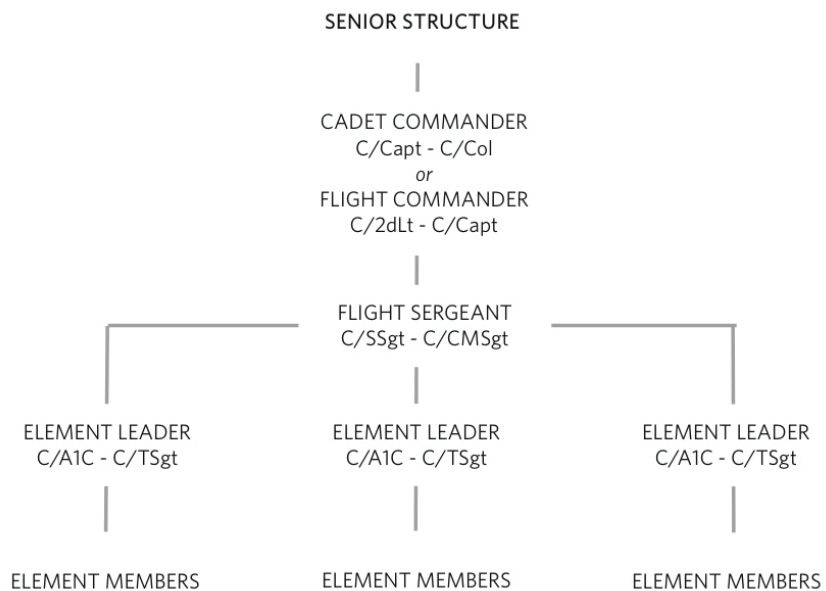 SENIOR STRUCTURE
CADET COMMANDER
C/Capt - C/Col
or
FLIGHT COMMANDER
C/2dLt - C/Capt
FLIGHT SERGEANT
C/SSgt - C/CMSgt
ELEMENT LEADER
C/A1C - C/TSgt
ELEMENT LEADER
C/A1C - C/TSgt
ELEMENT LEADER
C/A1C - C/TSgt
ELEMENT MEMBERS
ELEMENT MEMBERS
ELEMENT MEMBERS